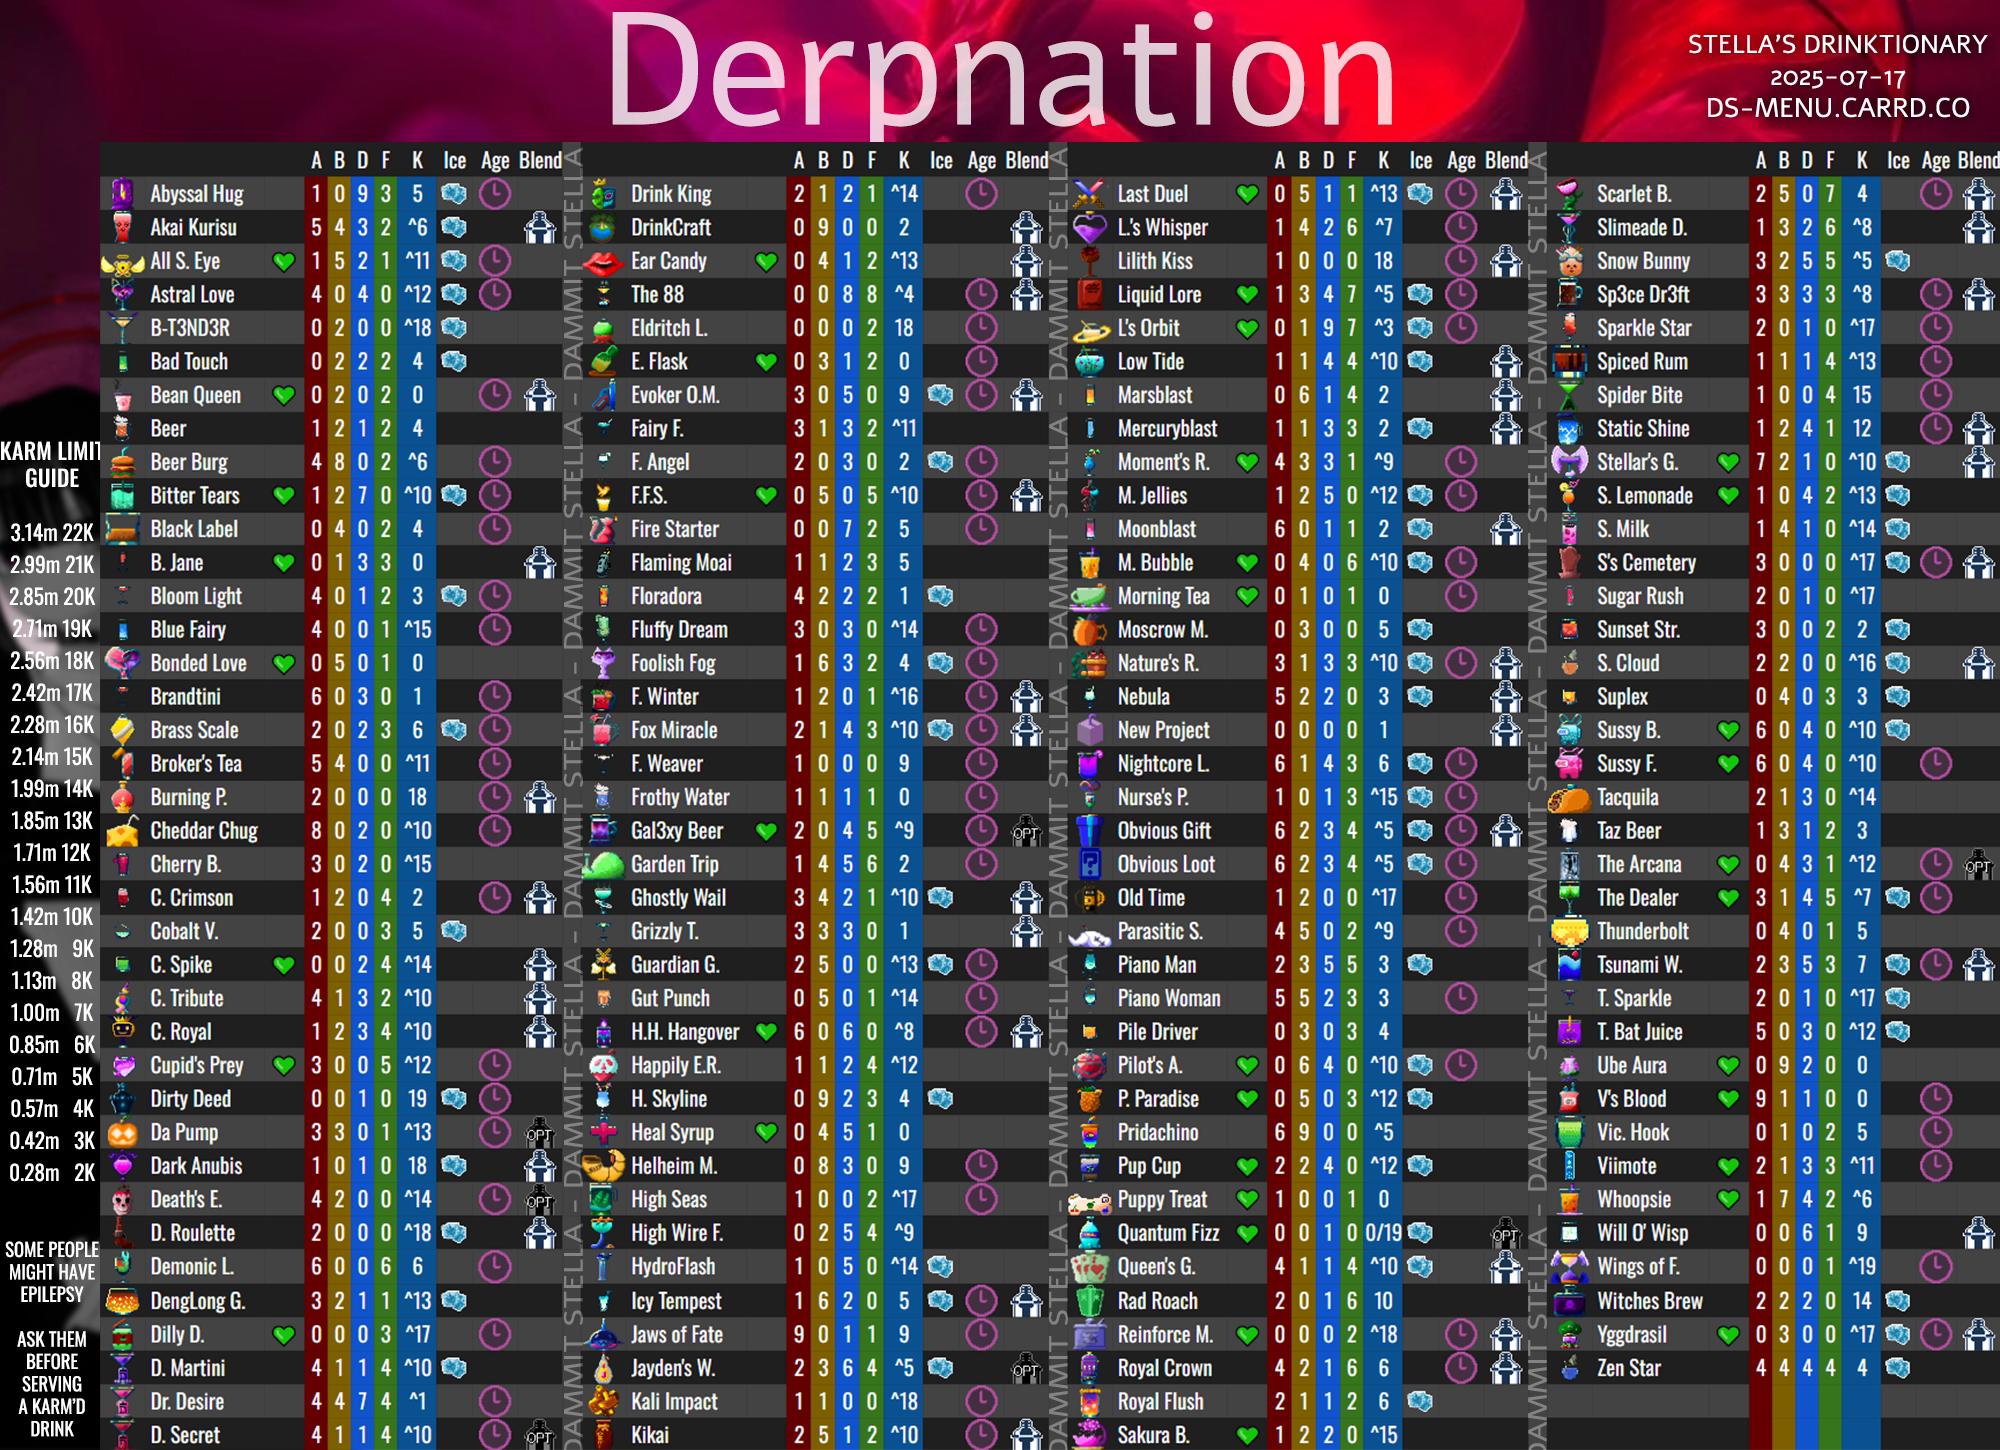 Derpnation
STELLA'S DRINKTIONARY
2025-07-17
DS-MENU.CARRD.CO
KARM LIMIT
GUIDE
3.14m 22K
2.99m 21K
2.85m 20K
2.71m 19K
2.56m 18K
2.42m 17K
2.28m 16K
2.14m 15K
1.99m 14K
1.85m 13K
1.71m 12K
1.56m 11K
1.42m 10K
1.28m 9K
1.13m 8K
1.00m 7K
0.85m 6K
0.71m 5K
0.57m 4K
0.42m 3K
0.28m 2K
SOME PEOPLE
MIGHT HAVE
EPILEPSY
ASK THEM
BEFORE
SERVING
A KARM'D
DRINK
A B D F K Ice Age Blend
Abyssal Hug 1 0 9 3 5
Akai Kurisu 5 4 3 2 ^6
All S. Eye 1 5 2 1 ^11
Astral Love 4 0 4 0 ^12
B-T3ND3R 0 2 0 0 ^18
Bad Touch 0 2 2 2 4
Bean Queen 0 2 0 2 0
Beer 1 2 1 2 4
Beer Burg 4 8 0 2 ^6
Bitter Tears 1 2 7 0 ^10
Black Label 0 4 0 2 4
B. Jane 0 1 3 3 0
Bloom Light 4 0 1 2 3
Blue Fairy 4 0 0 1 ^15
Bonded Love 0 5 0 1 0
Brandtini 6 0 3 0 1
Brass Scale 2 0 2 3 6
Broker's Tea 5 4 0 0 ^11
Burning P. 2 0 0 0 18
Cheddar Chug 8 0 2 0 ^10
Cherry B. 3 0 2 0 ^15
C. Crimson 1 2 0 4 2
Cobalt V. 2 0 0 3 5
C. Spike 0 0 2 4 ^14
C. Tribute 4 1 3 2 ^10
C. Royal 1 2 3 4 ^10
Cupid's Prey 3 0 0 5 ^12
Dirty Deed 0 0 1 0 19
Da Pump 3 3 0 1 ^13 OPT
Dark Anubis 1 0 1 0 18
Death's E. 4 2 0 0 ^14 OPT
D. Roulette 2 0 0 0 ^18
Demonic L. 6 0 0 6 6
DengLong G. 3 2 1 1 ^13
Dilly D. 0 0 0 3 ^17
D. Martini 4 1 1 4 ^10
Dr. Desire 4 4 7 4 ^1
D. Secret 4 1 1 4 ^10 OPT
DAMMIT STELLA - DAMMIT STELLA - DAMMIT STELLA - DAMMIT STELLA - DAMMIT STELLA
A B D F K Ice Age Blend
Drink King 2 1 2 1 ^14
DrinkCraft 0 9 0 0 2
Ear Candy 0 4 1 2 ^13
The 88 0 0 8 8 ^4
Eldritch L. 0 0 0 2 18
E. Flask 0 3 1 2 0
Evoker O.M. 3 0 5 0 9
Fairy F. 3 1 3 2 ^11
F. Angel 2 0 3 0 2
F.F.S. 0 5 0 5 ^10
Fire Starter 0 0 7 2 5
Flaming Moai 1 1 2 3 5
Floradora 4 2 2 2 1
Fluffy Dream 3 0 3 0 ^14
Foolish Fog 1 6 3 2 4
F. Winter 1 2 0 1 ^16
Fox Miracle 2 1 4 3 ^10
F. Weaver 1 0 0 0 9
Frothy Water 1 1 1 1 0
Gal3xy Beer 2 0 4 5 ^9 OPT
Garden Trip 1 4 5 6 2
Ghostly Wail 3 4 2 1 ^10
Grizzly T. 3 3 3 0 1
Guardian G. 2 5 0 0 ^13
Gut Punch 0 5 0 1 ^14
H.H. Hangover 6 0 6 0 ^8
Happily E.R. 1 1 2 4 ^12
H. Skyline 0 9 2 3 4
Heal Syrup 0 4 5 1 0
Helheim M. 0 8 3 0 9
High Seas 1 0 0 2 ^17
High Wire F. 0 2 5 4 ^9
HydroFlash 1 0 5 0 ^14
Icy Tempest 1 6 2 0 5
Jaws of Fate 9 0 1 1 9
Jayden's W. 2 3 6 4 ^5 OPT
Kali Impact 1 1 0 0 ^18
Kikai 2 5 1 2 ^10
DAMMIT STELLA - DAMMIT STELLA - DAMMIT STELLA - DAMMIT STELLA - DAMMIT STELLA
A B D F K Ice Age Blend
Last Duel 0 5 1 1 ^13
L.'s Whisper 1 4 2 6 ^7
Lilith Kiss 1 0 0 0 18
Liquid Lore 1 3 4 7 ^5
L's Orbit 0 1 9 7 ^3
Low Tide 1 1 4 4 ^10
Marsblast 0 6 1 4 2
Mercuryblast 1 1 3 3 2
Moment's R. 4 3 3 1 ^9
M. Jellies 1 2 5 0 ^12
Moonblast 6 0 1 1 2
M. Bubble 0 4 0 6 ^10
Morning Tea 0 1 0 1 0
Moscrow M. 0 3 0 0 5
Nature's R. 3 1 3 3 ^10
Nebula 5 2 2 0 3
New Project 0 0 0 0 1
Nightcore L. 6 1 4 3 6
Nurse's P. 1 0 1 3 ^15
Obvious Gift 6 2 3 4 ^5
Obvious Loot 6 2 3 4 ^5
Old Time 1 2 0 0 ^17
Parasitic S. 4 5 0 2 ^9
Piano Man 2 3 5 5 3
Piano Woman 5 5 2 3 3
Pile Driver 0 3 0 3 4
Pilot's A. 0 6 4 0 ^10
P. Paradise 0 5 0 3 ^12
Pridachino 6 9 0 0 ^5
Pup Cup 2 2 4 0 ^12
Puppy Treat 1 0 0 1 0
Quantum Fizz 0 0 1 0 0/19 OPT
Queen's G. 4 1 1 4 ^10
Rad Roach 2 0 1 6 10
Reinforce M. 0 0 0 2 ^18
Royal Crown 4 2 1 6 6
Royal Flush 2 1 1 2 6
Sakura B. 1 2 2 0 ^15
DAMMIT STELLA - DAMMIT STELLA - DAMMIT STELLA - DAMMIT STELLA - DAMMIT STELLA
A B D F K Ice Age Blend
Scarlet B. 2 5 0 7 4
Slimeade D. 1 3 2 6 ^8
Snow Bunny 3 2 5 5 ^5
Sp3ce Dr3ft 3 3 3 3 ^8
Sparkle Star 2 0 1 0 ^17
Spiced Rum 1 1 1 4 ^13
Spider Bite 1 0 0 4 15
Static Shine 1 2 4 1 12
Stellar's G. 7 2 1 0 ^10
S. Lemonade 1 0 4 2 ^13
S. Milk 1 4 1 0 ^14
S's Cemetery 3 0 0 0 ^17
Sugar Rush 2 0 1 0 ^17
Sunset Str. 3 0 0 2 2
S. Cloud 2 2 0 0 ^16
Suplex 0 4 0 3 3
Sussy B. 6 0 4 0 ^10
Sussy F. 6 0 4 0 ^10
Tacquila 2 1 3 0 ^14
Taz Beer 1 3 1 2 3
The Arcana 0 4 3 1 ^12 OPT
The Dealer 3 1 4 5 ^7
Thunderbolt 0 4 0 1 5
Tsunami W. 2 3 5 3 7
T. Sparkle 2 0 1 0 ^17
T. Bat Juice 5 0 3 0 ^12
Ube Aura 0 9 2 0 0
V's Blood 9 1 1 0 0
Vic. Hook 0 1 0 2 5
Viimote 2 1 3 3 ^11
Whoopsie 1 7 4 2 ^6
Will O' Wisp 0 0 6 1 9
Wings of F. 0 0 0 1 ^19
Witches Brew 2 2 2 0 14
Yggdrasil 0 3 0 0 ^17
Zen Star 4 4 4 4 4